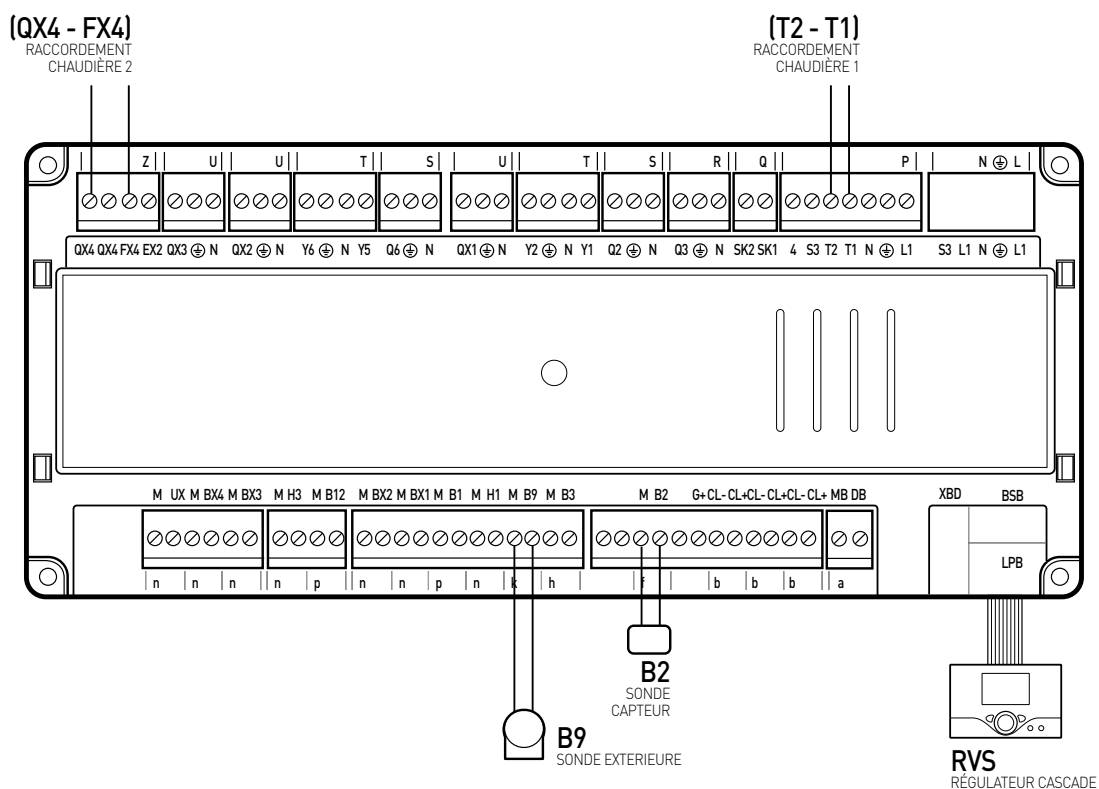 (QX4 - FX4)
RACCORDEMENT
CHAUDIÈRE 2
(T2 - T1)
RACCORDEMENT
CHAUDIÈRE 1
Z U U T S U T S R Q P N L
QX4 QX4 FX4 EX2 QX3 N QX2 N Y6 N Y5 Q6 N QX1 N Y2 N Y1 Q2 N Q3 N SK2 SK1 4 S3 T2 T1 N L1 S3 L1 N L1
M UX M BX4 M BX3 M H3 M B12 M BX2 M BX1 M B1 M H1 M B9 M B3 M B2 G+ CL- CL+ CL- CL+ CL- CL+ MB DB
XBD BSB
LPB
n n n n p n n p n k h f b b b a
B2
SONDE
CAPTEUR
B9
SONDE EXTERIEURE
RVS
RÉGULATEUR CASCADE